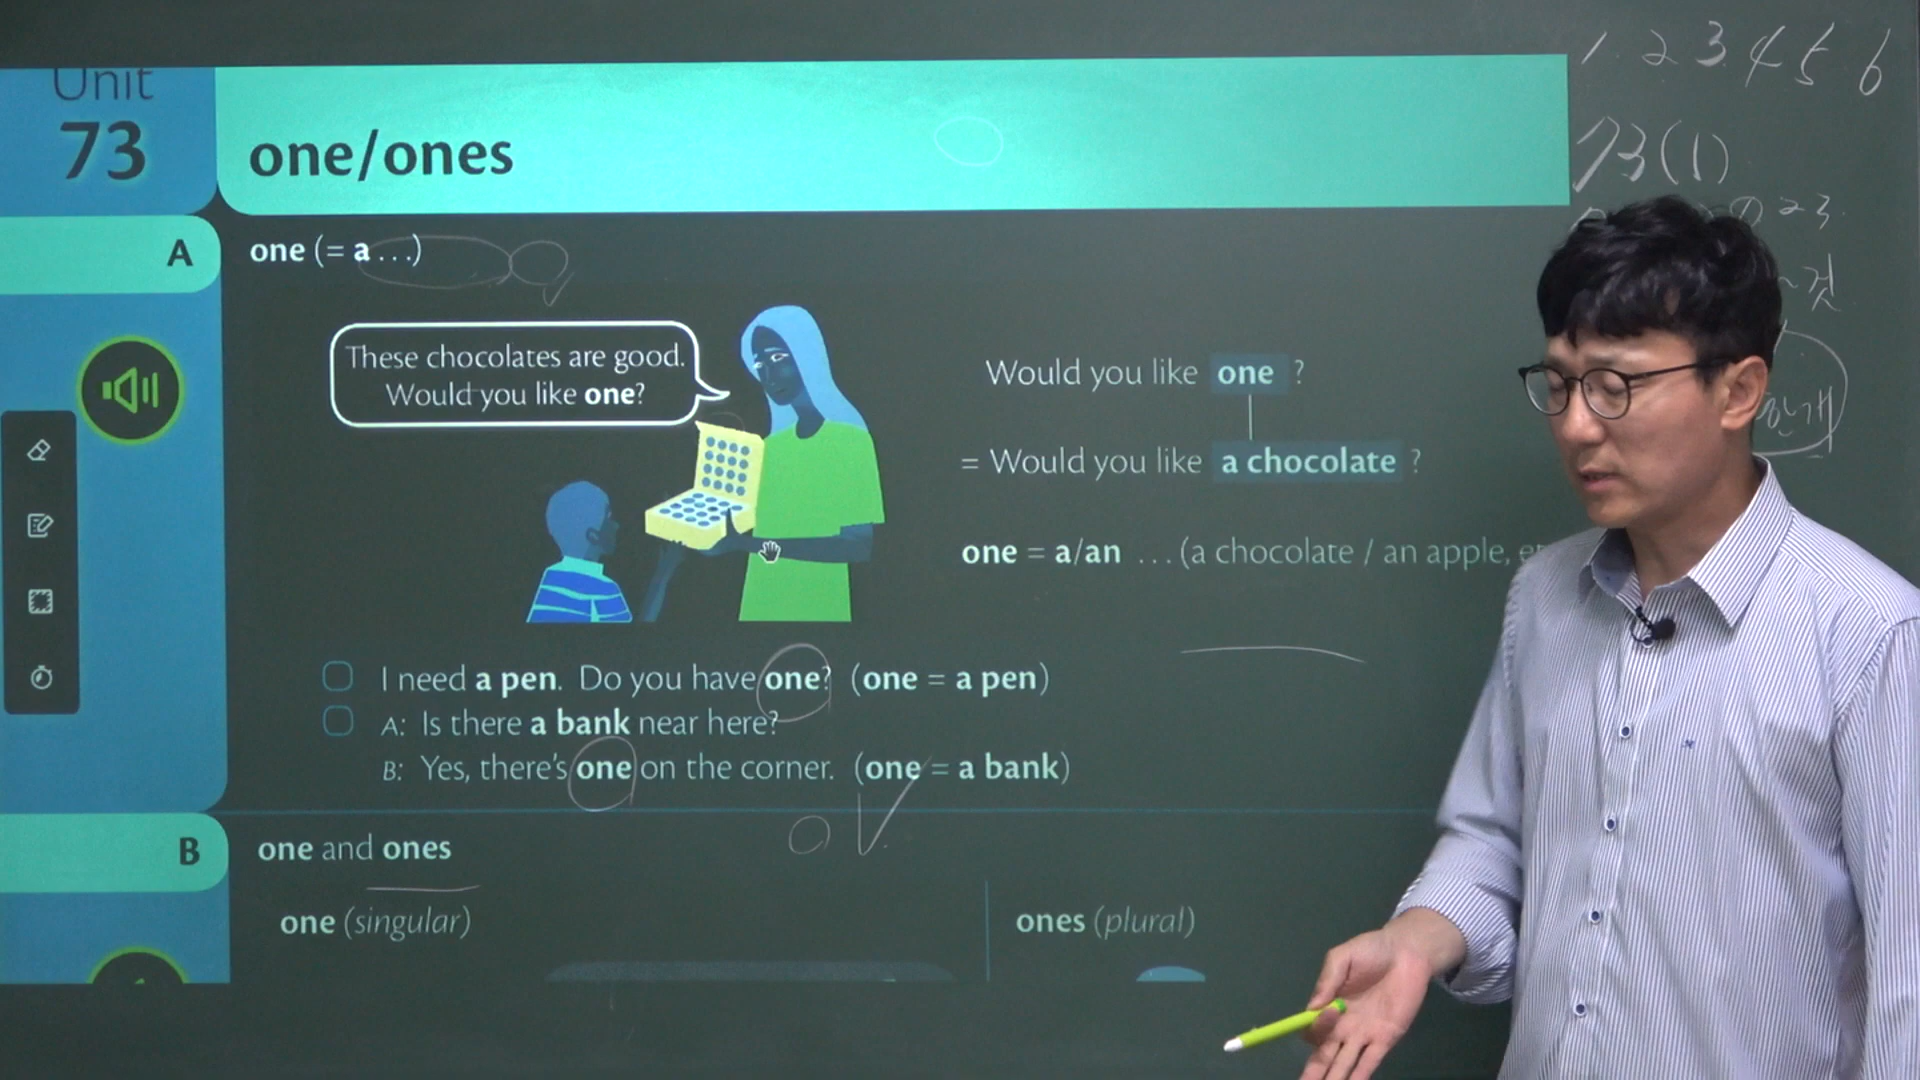 1 2 3 4 5 6
Unit
73
one/ones
73(1)
A
one (= a ...)
~것
These chocolates are good.
Would you like one?
Would you like one ?
= Would you like a chocolate ?
한개
one = a/an ... (a chocolate / an apple,
I need a pen. Do you have one? (one = a pen)
A: Is there a bank near here?
B: Yes, there's one on the corner. (one = a bank)
B
one and ones
one (singular)
ones (plural)